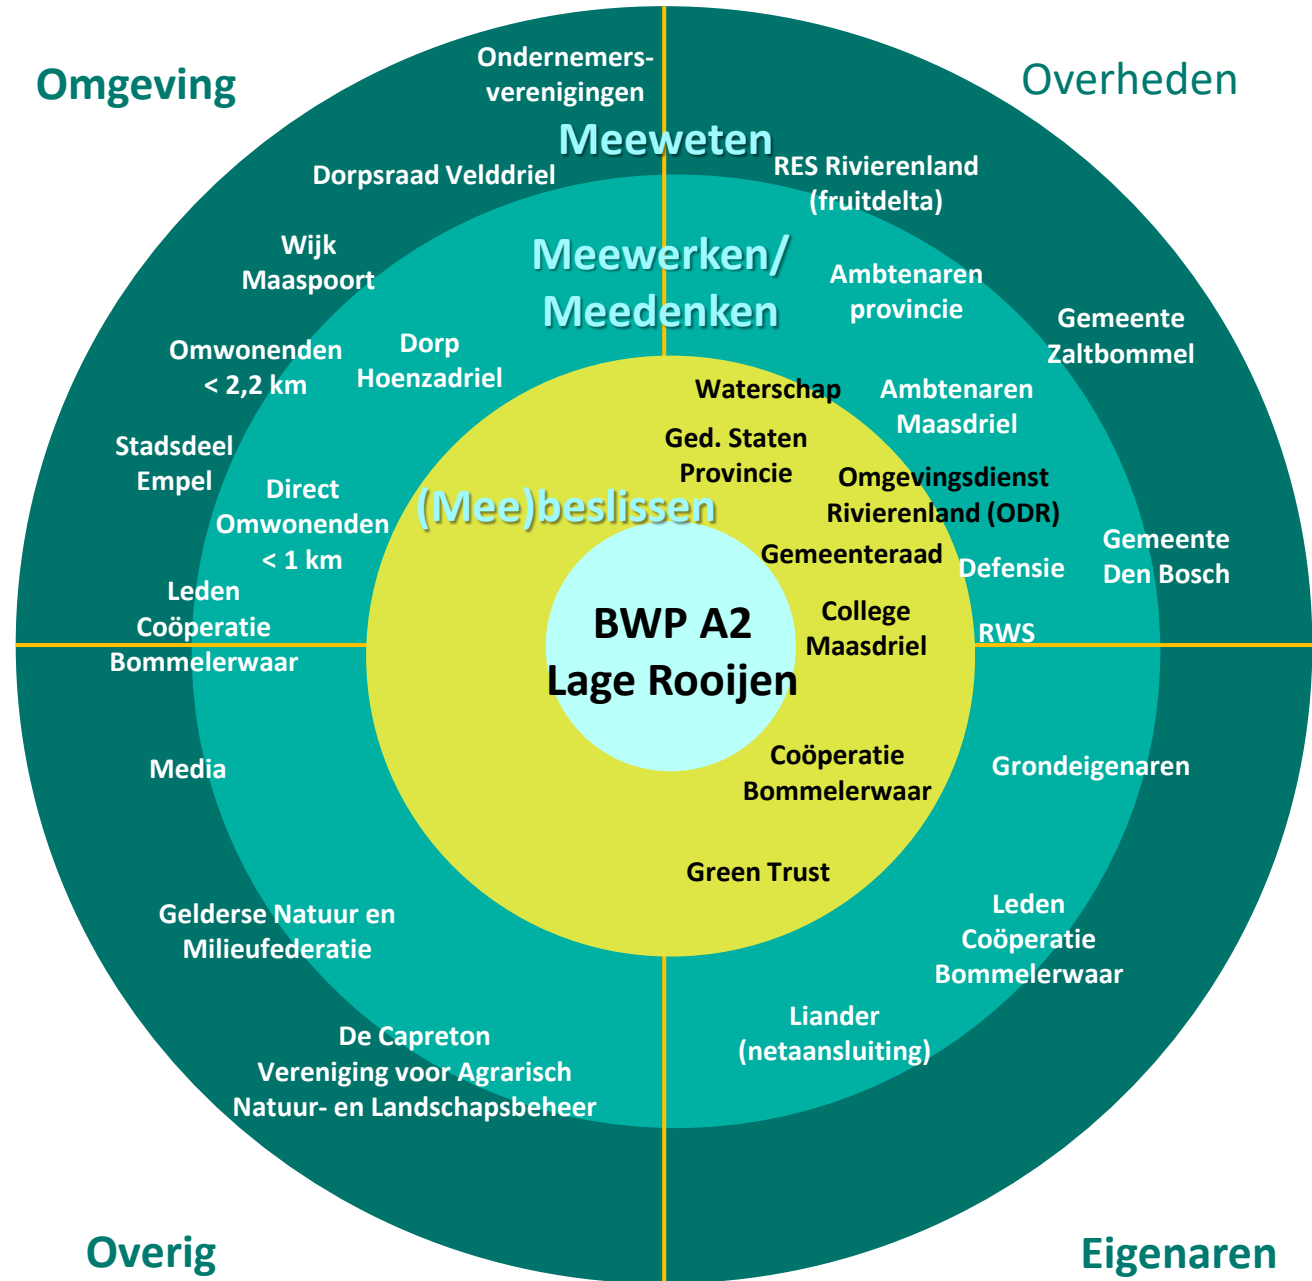 Omgeving
Overheden
Ondernemers-
verenigingen
Meeweten
Dorpsraad Velddriel
RES Rivierenland
(fruitdelta)
Wijk
Maaspoort
Meewerken/
Meedenken
Ambtenaren
provincie
Gemeente
Zaltbommel
Omwonenden
< 2,2 km
Dorp
Hoenzadriel
Waterschap
Ambtenaren
Maasdriel
Stadsdeel
Empel
Ged. Staten
Provincie
Omgevingsdienst
Rivierenland (ODR)
Direct
Omwonenden
< 1 km
(Mee)beslissen
Gemeenteraad
Defensie
Gemeente
Den Bosch
Leden
Coöperatie
Bommelerwaar
BWP A2
Lage Rooijen
College
Maasdriel
RWS
Media
Coöperatie
Bommelerwaar
Grondeigenaren
Green Trust
Gelderse Natuur en
Milieufederatie
Leden
Coöperatie
Bommelerwaar
De Capreton
Vereniging voor Agrarisch
Natuur- en Landschapsbeheer
Liander
(netaansluiting)
Overig
Eigenaren